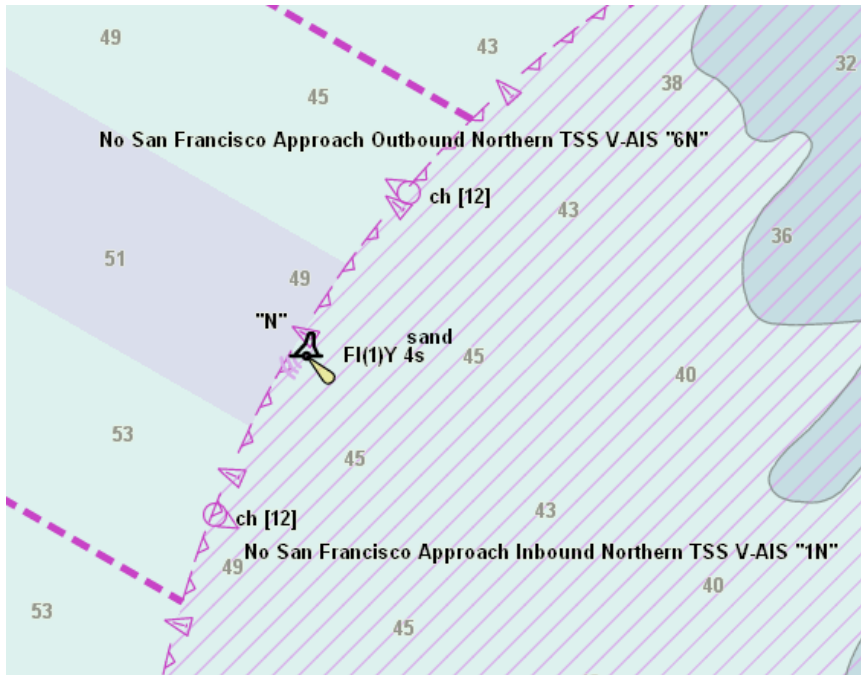 49
43
32
38
45
40
No San Francisco Approach Outbound Northern TSS V-AIS "6N"
ch [12]
43
36
51
49
"N"
sand
Fl(1)Y 4s
45
40
53
45
43
ch [12]
No San Francisco Approach Inbound Northern TSS V-AIS "1N"
49
40
53
45